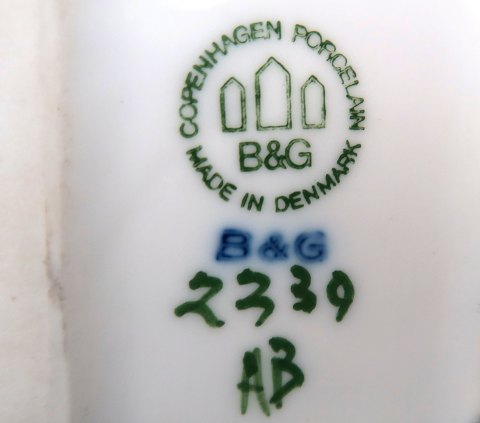 COPENHAGEN PORCELAIN
B&G
MADE IN DENMARK
B&G
2339
AB